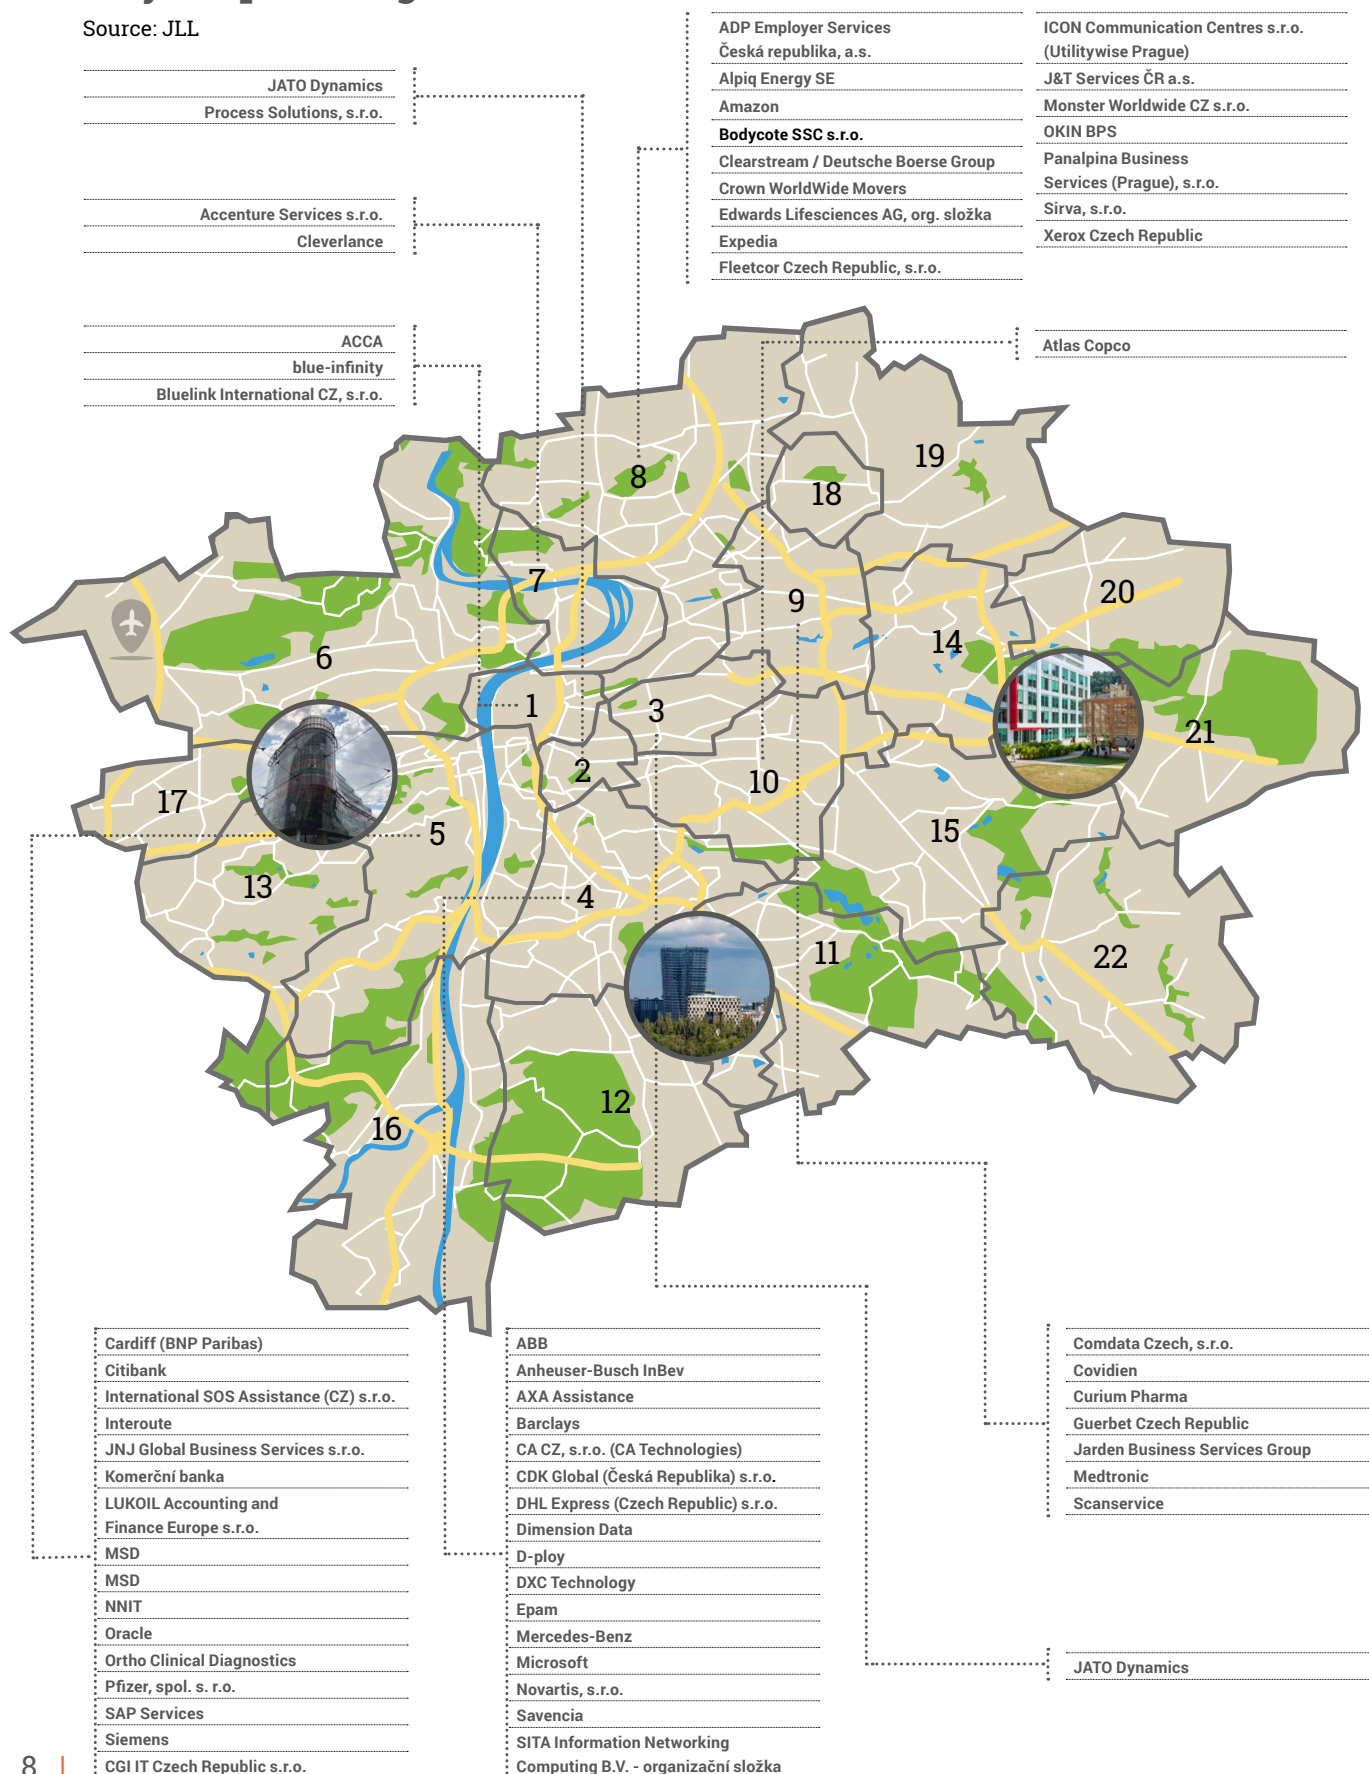 Source: JLL
JATO Dynamics
Process Solutions, s.r.o.
Accenture Services s.r.o.
Cleverlance
ACCA
blue-infinity
Bluelink International CZ, s.r.o.
ADP Employer Services
Česká republika, a.s.
Alpiq Energy SE
Amazon
Bodycote SSC s.r.o.
Clearstream / Deutsche Boerse Group
Crown WorldWide Movers
Edwards Lifesciences AG, org. složka
Expedia
Fleetcor Czech Republic, s.r.o.
ICON Communication Centres s.r.o.
(Utilitywise Prague)
J&T Services ČR a.s.
Monster Worldwide CZ s.r.o.
OKIN BPS
Panalpina Business
Services (Prague), s.r.o.
Sirva, s.r.o.
Xerox Czech Republic
Atlas Copco
19
8
18
7
20
9
14
6
1
3
21
2
10
17
5
15
13
4
11
22
12
16
Cardiff (BNP Paribas)
Citibank
International SOS Assistance (CZ) s.r.o.
Interoute
JNJ Global Business Services s.r.o.
Komerční banka
LUKOIL Accounting and
Finance Europe s.r.o.
MSD
MSD
NNIT
Oracle
Ortho Clinical Diagnostics
Pfizer, spol. s. r.o.
SAP Services
Siemens
CGI IT Czech Republic s.r.o.
ABB
Anheuser-Busch InBev
AXA Assistance
Barclays
CA CZ, s.r.o. (CA Technologies)
CDK Global (Česká Republika) s.r.o.
DHL Express (Czech Republic) s.r.o.
Dimension Data
D-ploy
DXC Technology
Epam
Mercedes-Benz
Microsoft
Novartis, s.r.o.
Savencia
SITA Information Networking
Computing B.V. - organizační složka
Comdata Czech, s.r.o.
Covidien
Curium Pharma
Guerbet Czech Republic
Jarden Business Services Group
Medtronic
Scanservice
JATO Dynamics
8 |